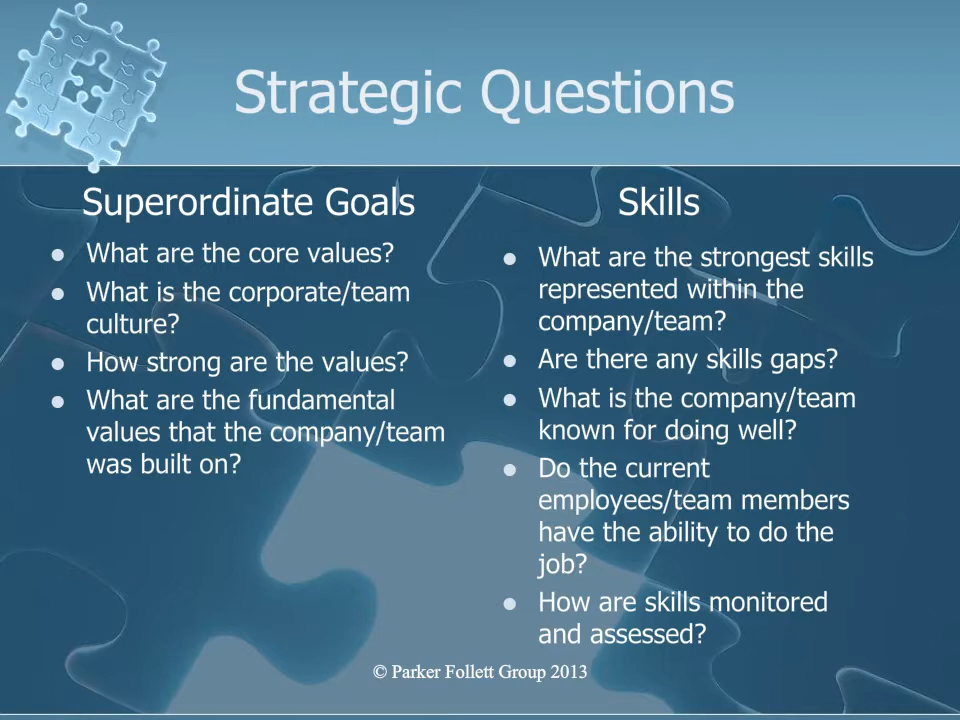 Strategic Questions
Superordinate Goals
What are the core values?
What is the corporate/team
culture?
How strong are the values?
What are the fundamental
values that the company/team
was built on?
Skills
What are the strongest skills
represented within the
company/team?
Are there any skills gaps?
What is the company/team
known for doing well?
Do the current
employees/team members
have the ability to do the
job?
How are skills monitored
and assessed?
© Parker Follett Group 2013